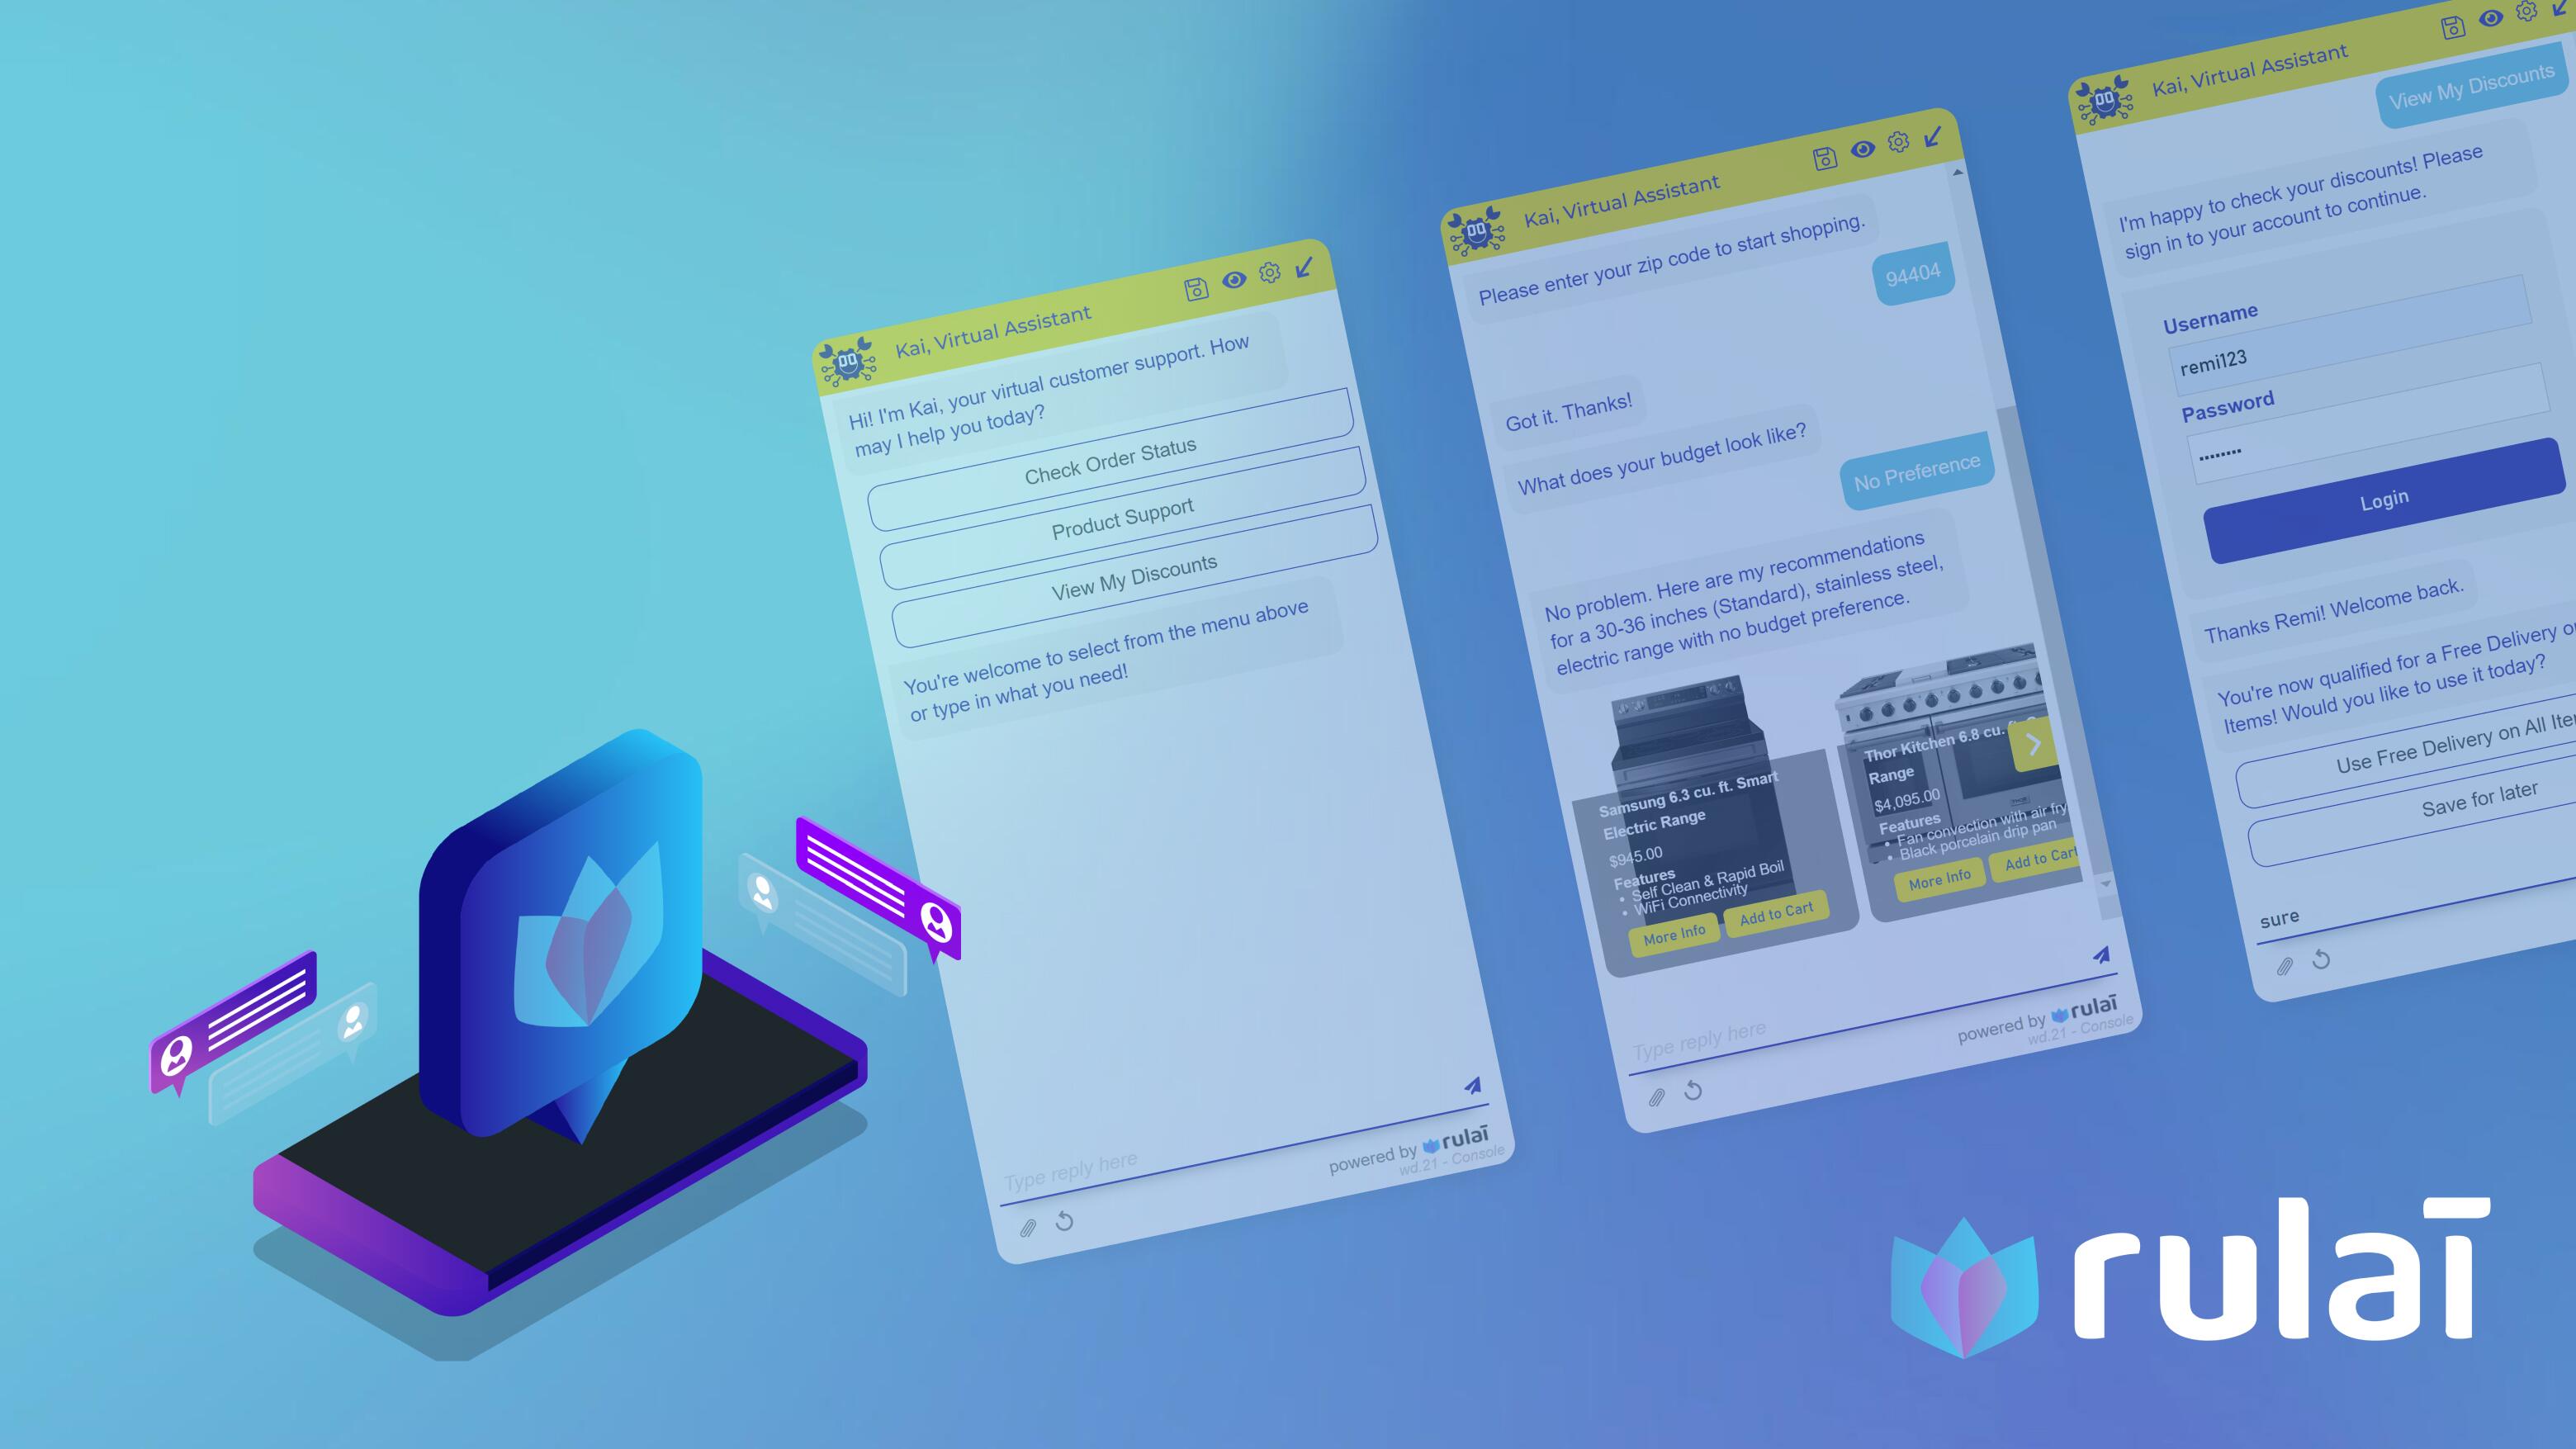 Kai, Virtual Assistant
Hi! I'm Kai, your virtual customer support. How
may I help you today?
Check Order Status
Product Support
View My Discounts
You're welcome to select from the menu above
or type in what you need!
Type reply here
powered by rulaī
wd.21 - Console
Kai, Virtual Assistant
Please enter your zip code to start shopping.
94404
Got it. Thanks!
What does your budget look like?
No Preference
No problem. Here are my recommendations
for a 30-36 inches (Standard), stainless steel,
electric range with no budget preference.
Samsung 6.3 cu. ft. Smart
Electric Range
$945.00
Features
• Self Clean & Rapid Boil
• WiFi Connectivity
More Info
Add to Cart
Thor Kitchen 6.8 cu.
Range
$4,095.00
Features
• Fan convection with air fry
• Black porcelain drip pan
More Info
Add to Cart
Type reply here
powered by rulaī
wd.21 - Console
Kai, Virtual Assistant
View My Discounts
I'm happy to check your discounts! Please
sign in to your account to continue.
Username
remi123
Password
........
Login
Thanks Remi! Welcome back.
You're now qualified for a Free Delivery
Items! Would you like to use it today?
Use Free Delivery on All
Save for later
sure
rulaī